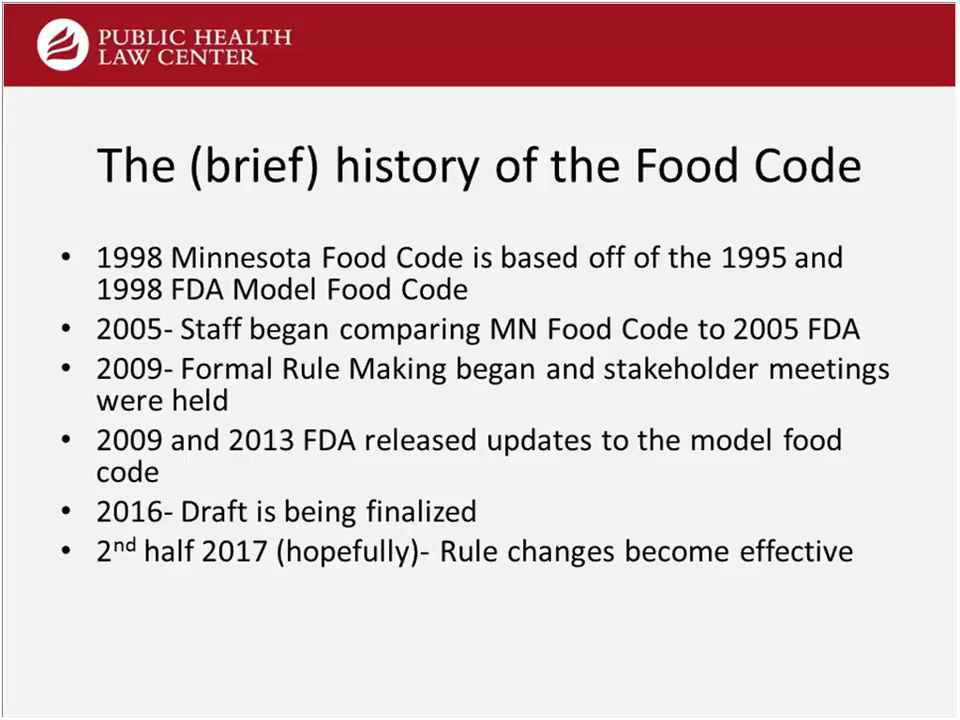 PUBLIC HEALTH
LAW CENTER
The (brief) history of the Food Code
• 1998 Minnesota Food Code is based off of the 1995 and
1998 FDA Model Food Code
• 2005- Staff began comparing MN Food Code to 2005 FDA
• 2009- Formal Rule Making began and stakeholder meetings
were held
• 2009 and 2013 FDA released updates to the model food
code
• 2016- Draft is being finalized
• 2nd half 2017 (hopefully)- Rule changes become effective